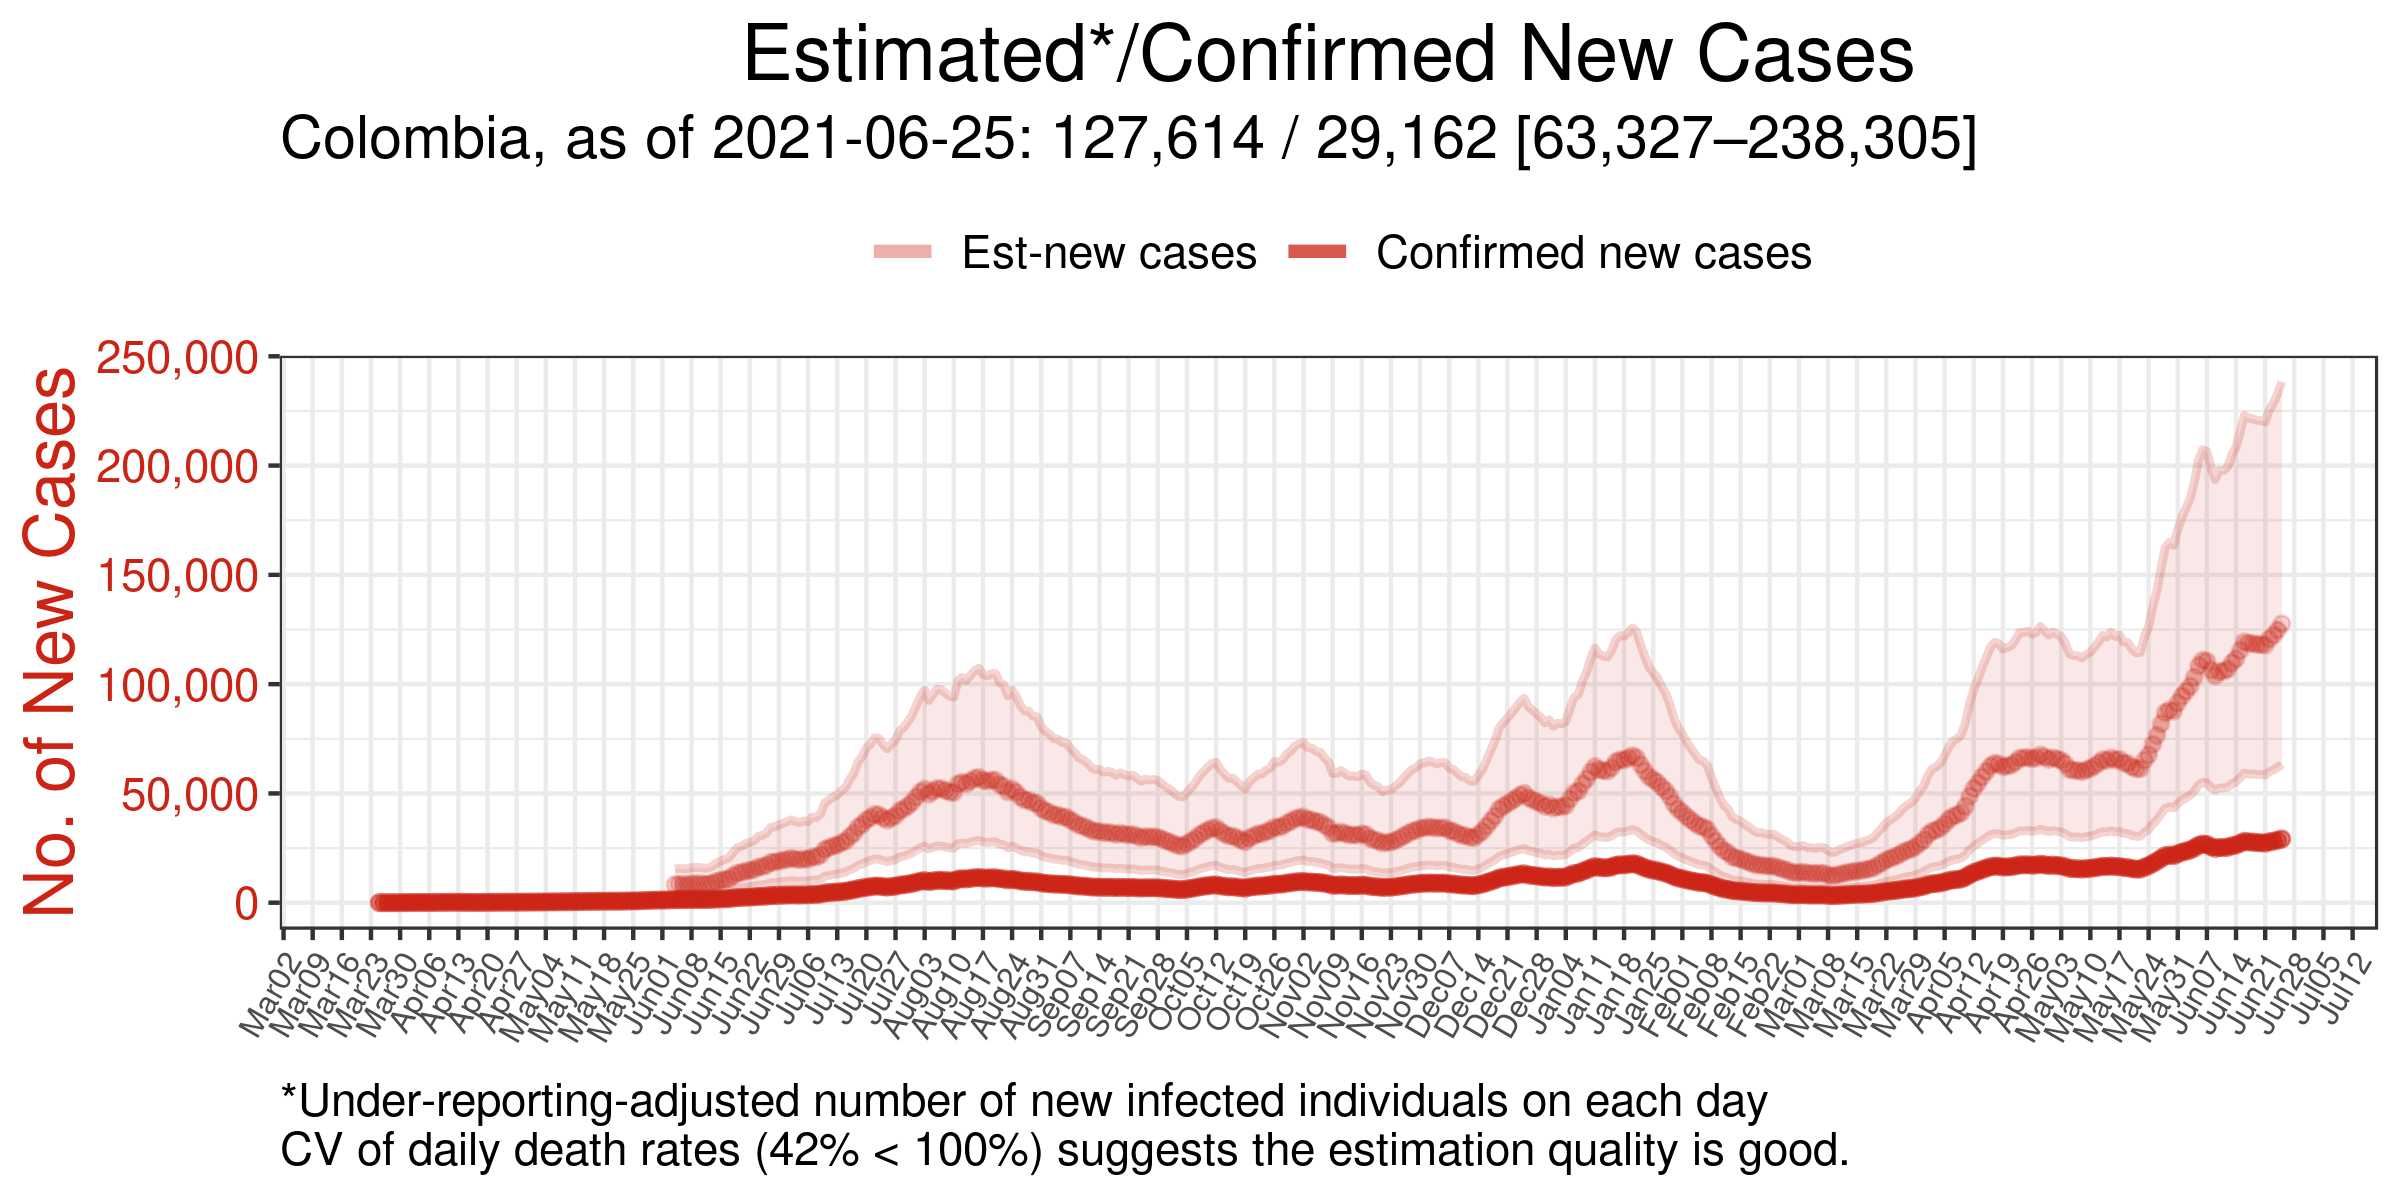 Estimated*/Confirmed New Cases
Colombia, as of 2021-06-25: 127,614 / 29,162 [63,327–238,305]
Est-new cases
Confirmed new cases
No. of New Cases
250,000
200,000
150,000
100,000
50,000
0
Mar02
Mar09
Mar16
Mar23
Mar30
Apr06
Apr13
Apr20
Apr27
May04
May11
May18
May25
Jun01
Jun08
Jun15
Jun22
Jun29
Jul06
Jul13
Jul20
Jul27
Aug03
Aug10
Aug17
Aug24
Aug31
Sep07
Sep14
Sep21
Sep28
Oct05
Oct12
Oct19
Oct26
Nov02
Nov09
Nov16
Nov23
Nov30
Dec07
Dec14
Dec21
Dec28
Jan04
Jan11
Jan18
Jan25
Feb01
Feb08
Feb15
Feb22
Mar01
Mar08
Mar15
Mar22
Mar29
Apr05
Apr12
Apr19
Apr26
May03
May10
May17
May24
May31
Jun07
Jun14
Jun21
Jun28
Jul05
Jul12
*Under-reporting-adjusted number of new infected individuals on each day
CV of daily death rates (42% < 100%) suggests the estimation quality is good.